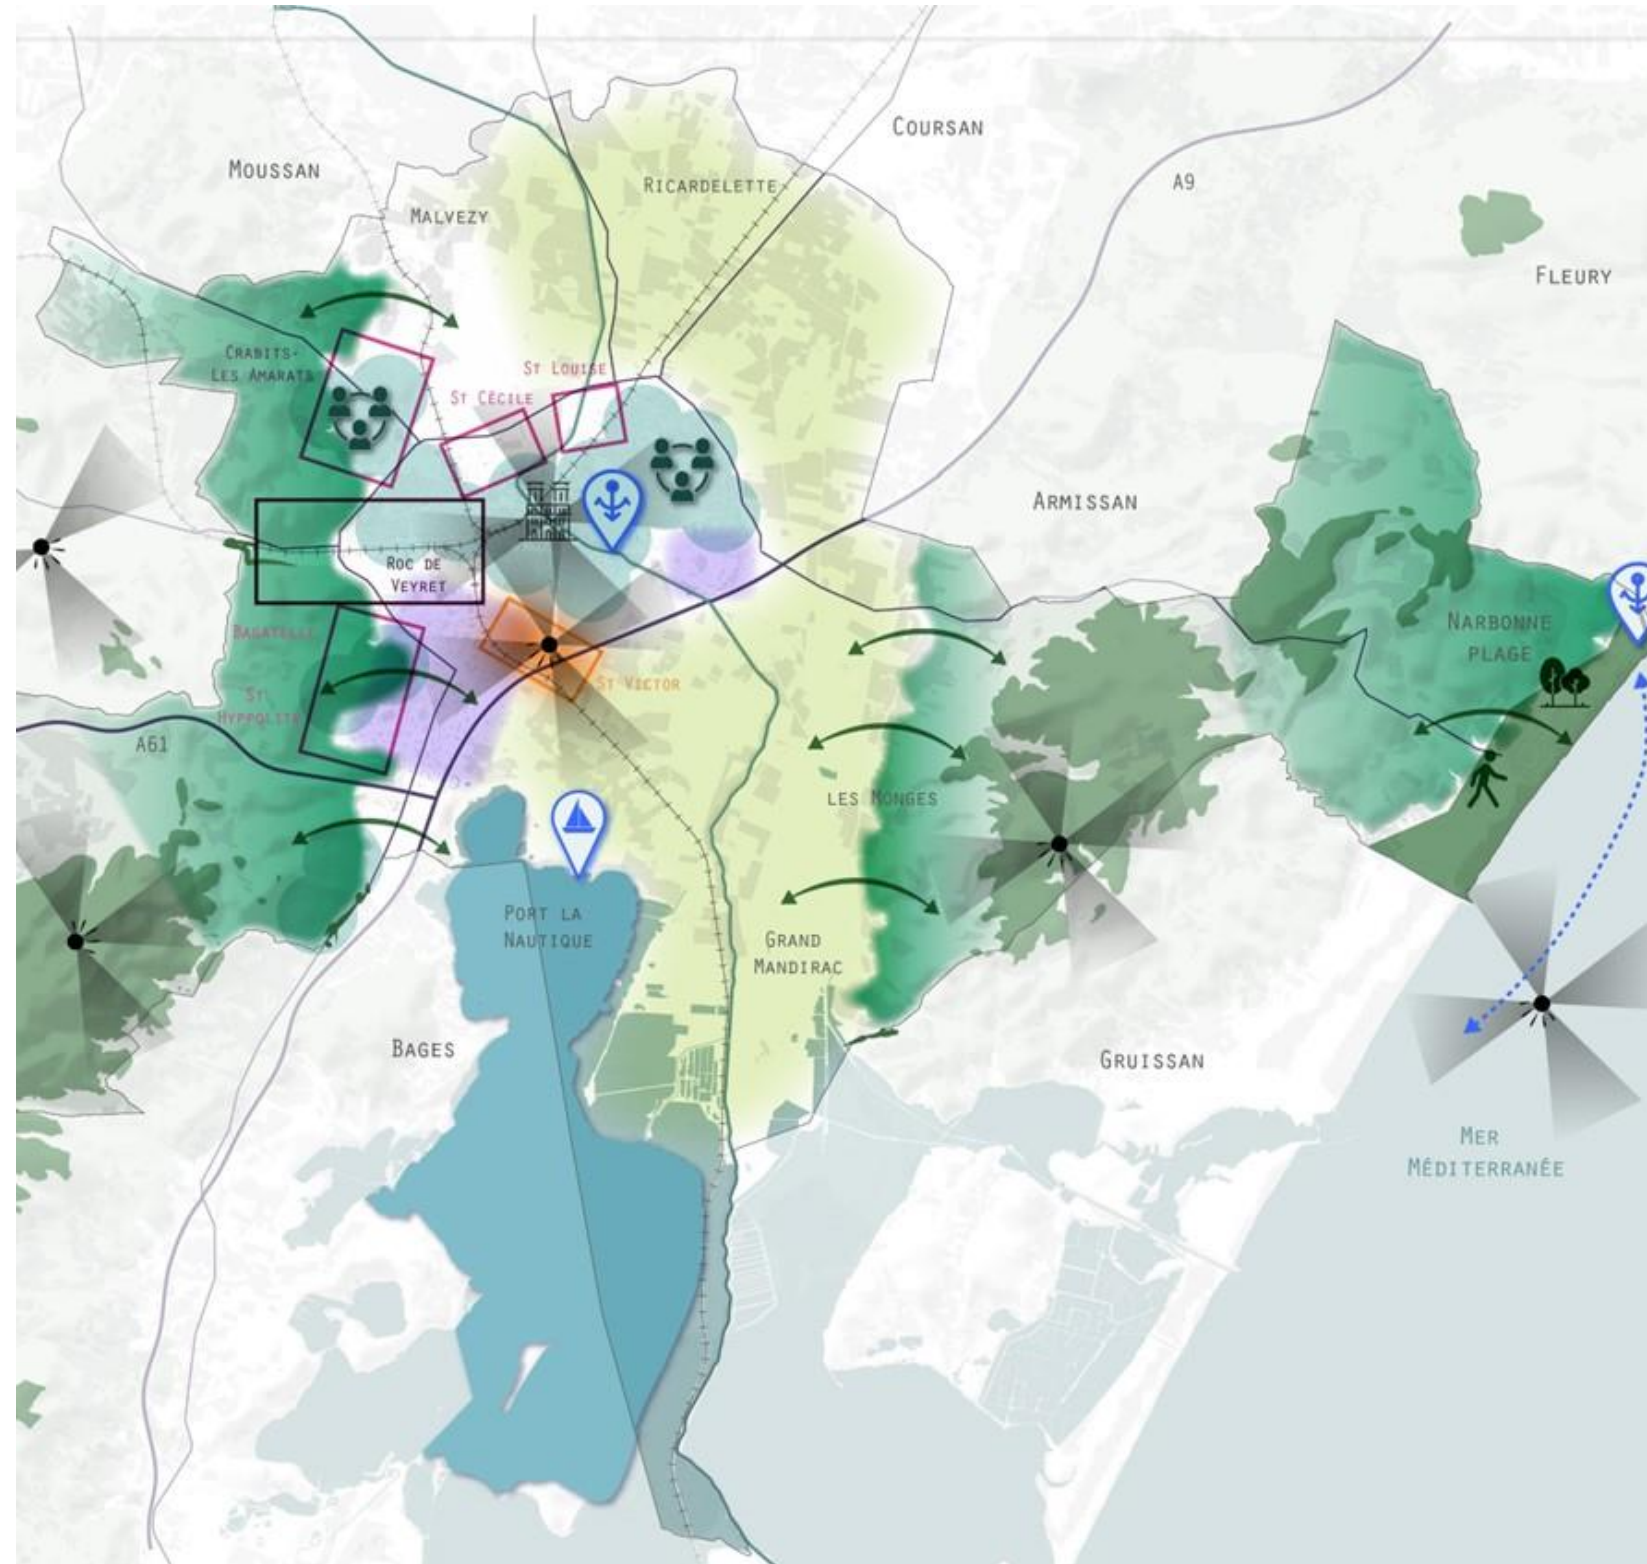 COURSAN
MOUSSAN
A9
RICARDELETTE
MALVEZY
FLEURY
CRABITS-
LES AMARATS
ST LOUISE
ST CÉCILE
ARMISSAN
ROC DE
VEYRET
NARBONNE
PLAGE
BAGATELLE
ST VICTOR
ST
HYPPOLITE
A61
LES MONGES
PORT LA
NAUTIQUE
GRAND
MANDIRAC
BAGES
GRUISSAN
MER
MÉDITERRANÉE